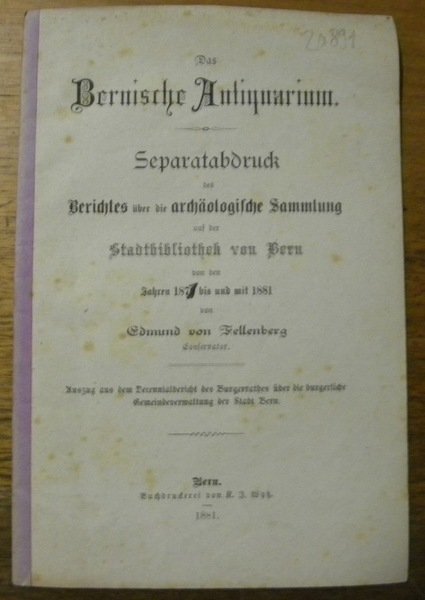 20891
Das
Bernische Antiquarium.
Separatabdruck
des
Berichtes über die archäologische Sammlung
auf der
Stadtbibliothek von Bern
von den
Jahren 1871 bis und mit 1881
von
Edmund von Fellenberg
Conservator.
Auszug aus dem Decennialbericht des Burgerrathes über die burgerliche
Gemeindeverwaltung der Stadt Bern.
Bern.
Buchdruckerei von K. J. Wyß.
1881.